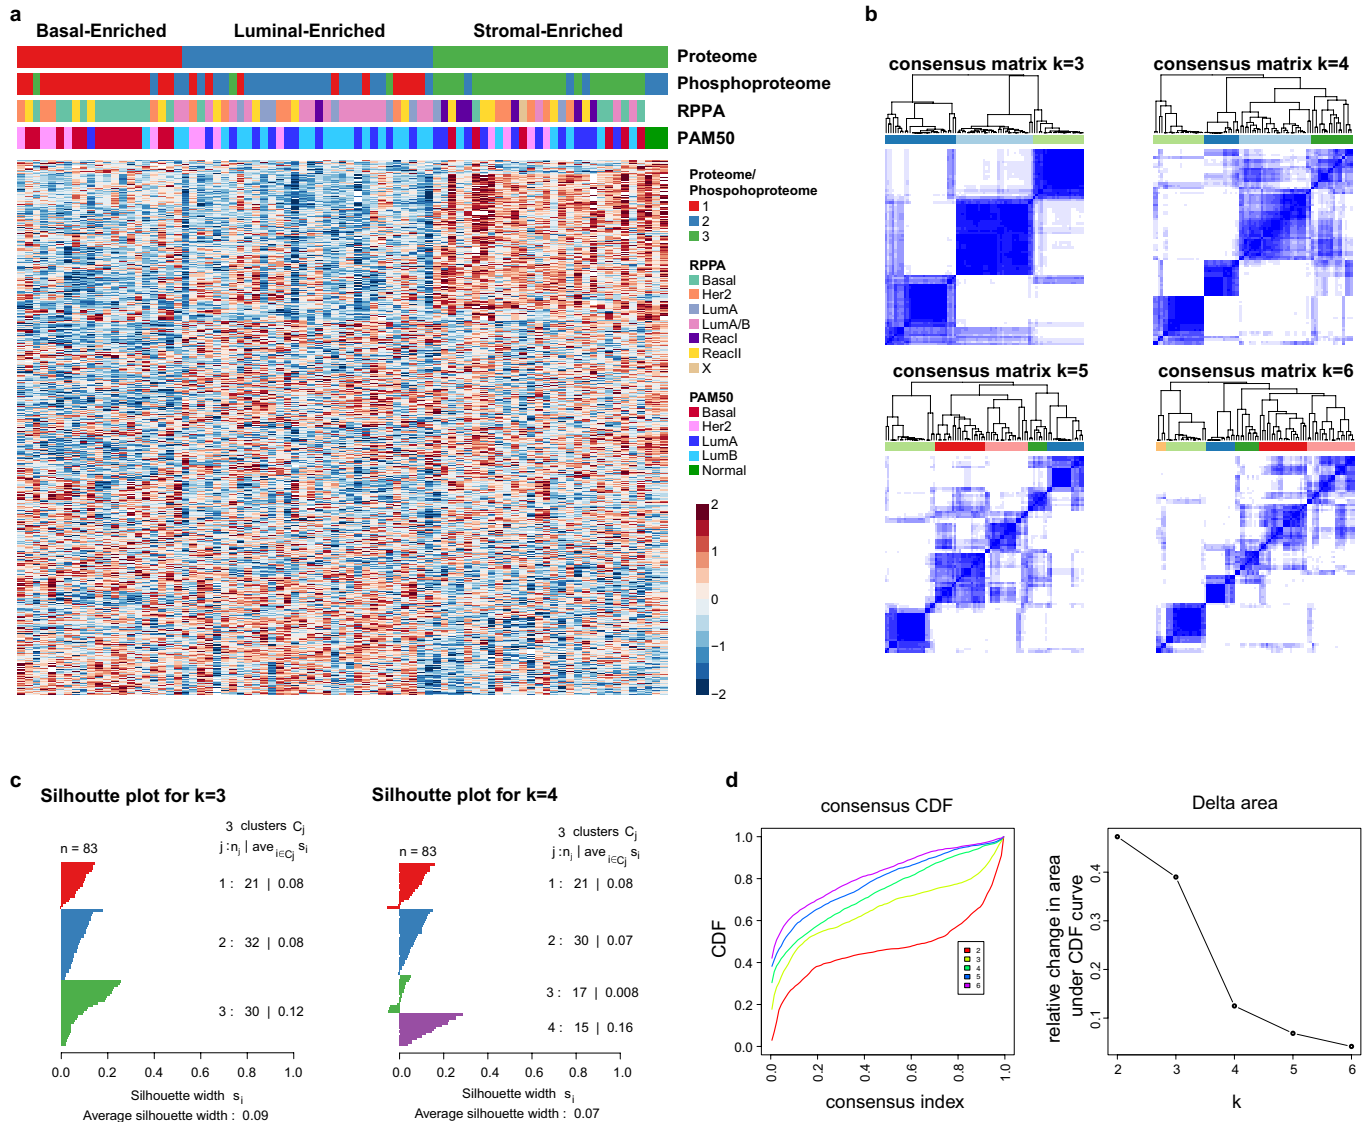 a
Basal-Enriched
Luminal-Enriched
Stromal-Enriched
Proteome
Phosphoproteome
RPPA
PAM50
Proteome/
Phospohoproteome
1
2
3
RPPA
Basal
Her2
LumA
LumA/B
ReacI
ReacII
X
PAM50
Basal
Her2
LumA
LumB
Normal
2
1
0
−1
−2
b
consensus matrix k=3
consensus matrix k=4
consensus matrix k=5
consensus matrix k=6
c
Silhoutte plot for k=3
n = 83
3 clusters Cj
j : nj | avei∈Cj si
1 : 21 | 0.08
2 : 32 | 0.08
3 : 30 | 0.12
0.0 0.2 0.4 0.6 0.8 1.0
Silhouette width si
Average silhouette width : 0.09
Silhoutte plot for k=4
n = 83
3 clusters Cj
j : nj | avei∈Cj si
1 : 21 | 0.08
2 : 30 | 0.07
3 : 17 | 0.008
4 : 15 | 0.16
0.0 0.2 0.4 0.6 0.8 1.0
Silhouette width si
Average silhouette width : 0.07
d
consensus CDF
CDF
1.0
0.8
0.6
0.4
0.2
0.0
2
3
4
5
6
0.0 0.2 0.4 0.6 0.8 1.0
consensus index
Delta area
relative change in area
under CDF curve
0.4
0.3
0.2
0.1
2 3 4 5 6
k